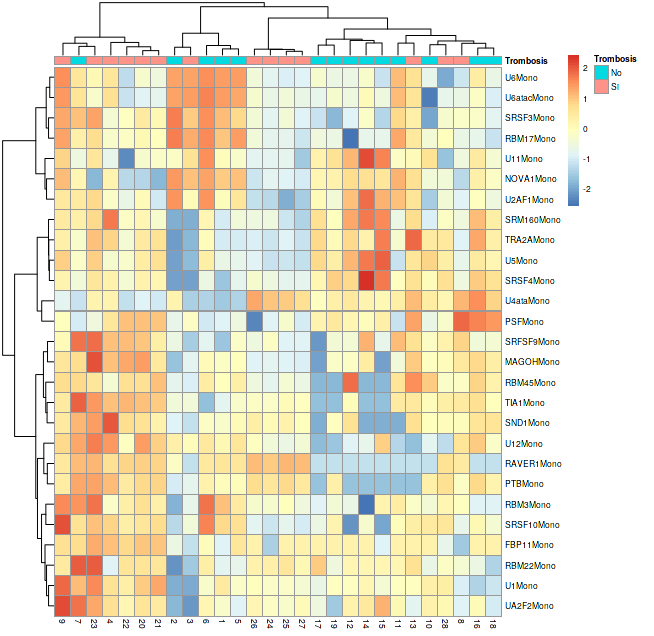 Trombosis
U6Mono
U6atacMono
SRSF3Mono
RBM17Mono
U11Mono
NOVA1Mono
U2AF1Mono
SRM160Mono
TRA2AMono
U5Mono
SRSF4Mono
U4ataMono
PSFMono
SRFSF9Mono
MAGOHMono
RBM45Mono
TIA1Mono
SND1Mono
U12Mono
RAVER1Mono
PTBMono
RBM3Mono
SRSF10Mono
FBP11Mono
RBM22Mono
U1Mono
UA2F2Mono
9 7 23 4 22 20 21 2 3 6 1 5 26 24 25 27 17 19 12 14 15 11 13 10 28 8 16 18
2
1
0
-1
-2
Trombosis
No
SI